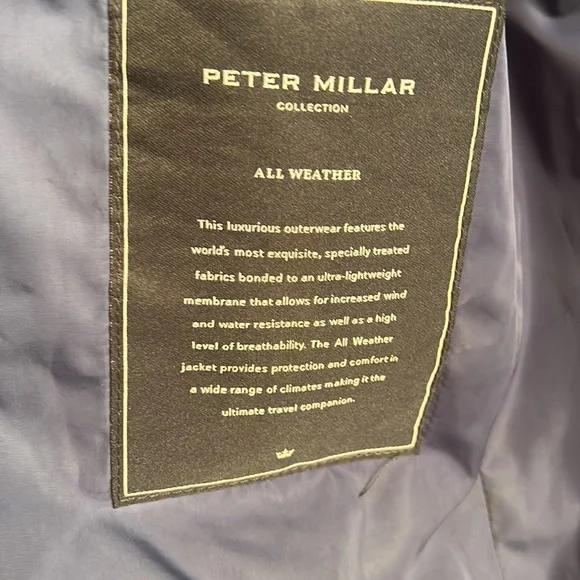 PETER MILLAR
COLLECTION
ALL WEATHER
This luxurious outerwear features the
world's most exquisite, specially treated
fabrics bonded to an ultra-lightweight
membrane that allows for increased wind
and water resistance as well as a high
level of breathability. The All Weather
jacket provides protection and comfort in
a wide range of climates making it the
ultimate travel companion.